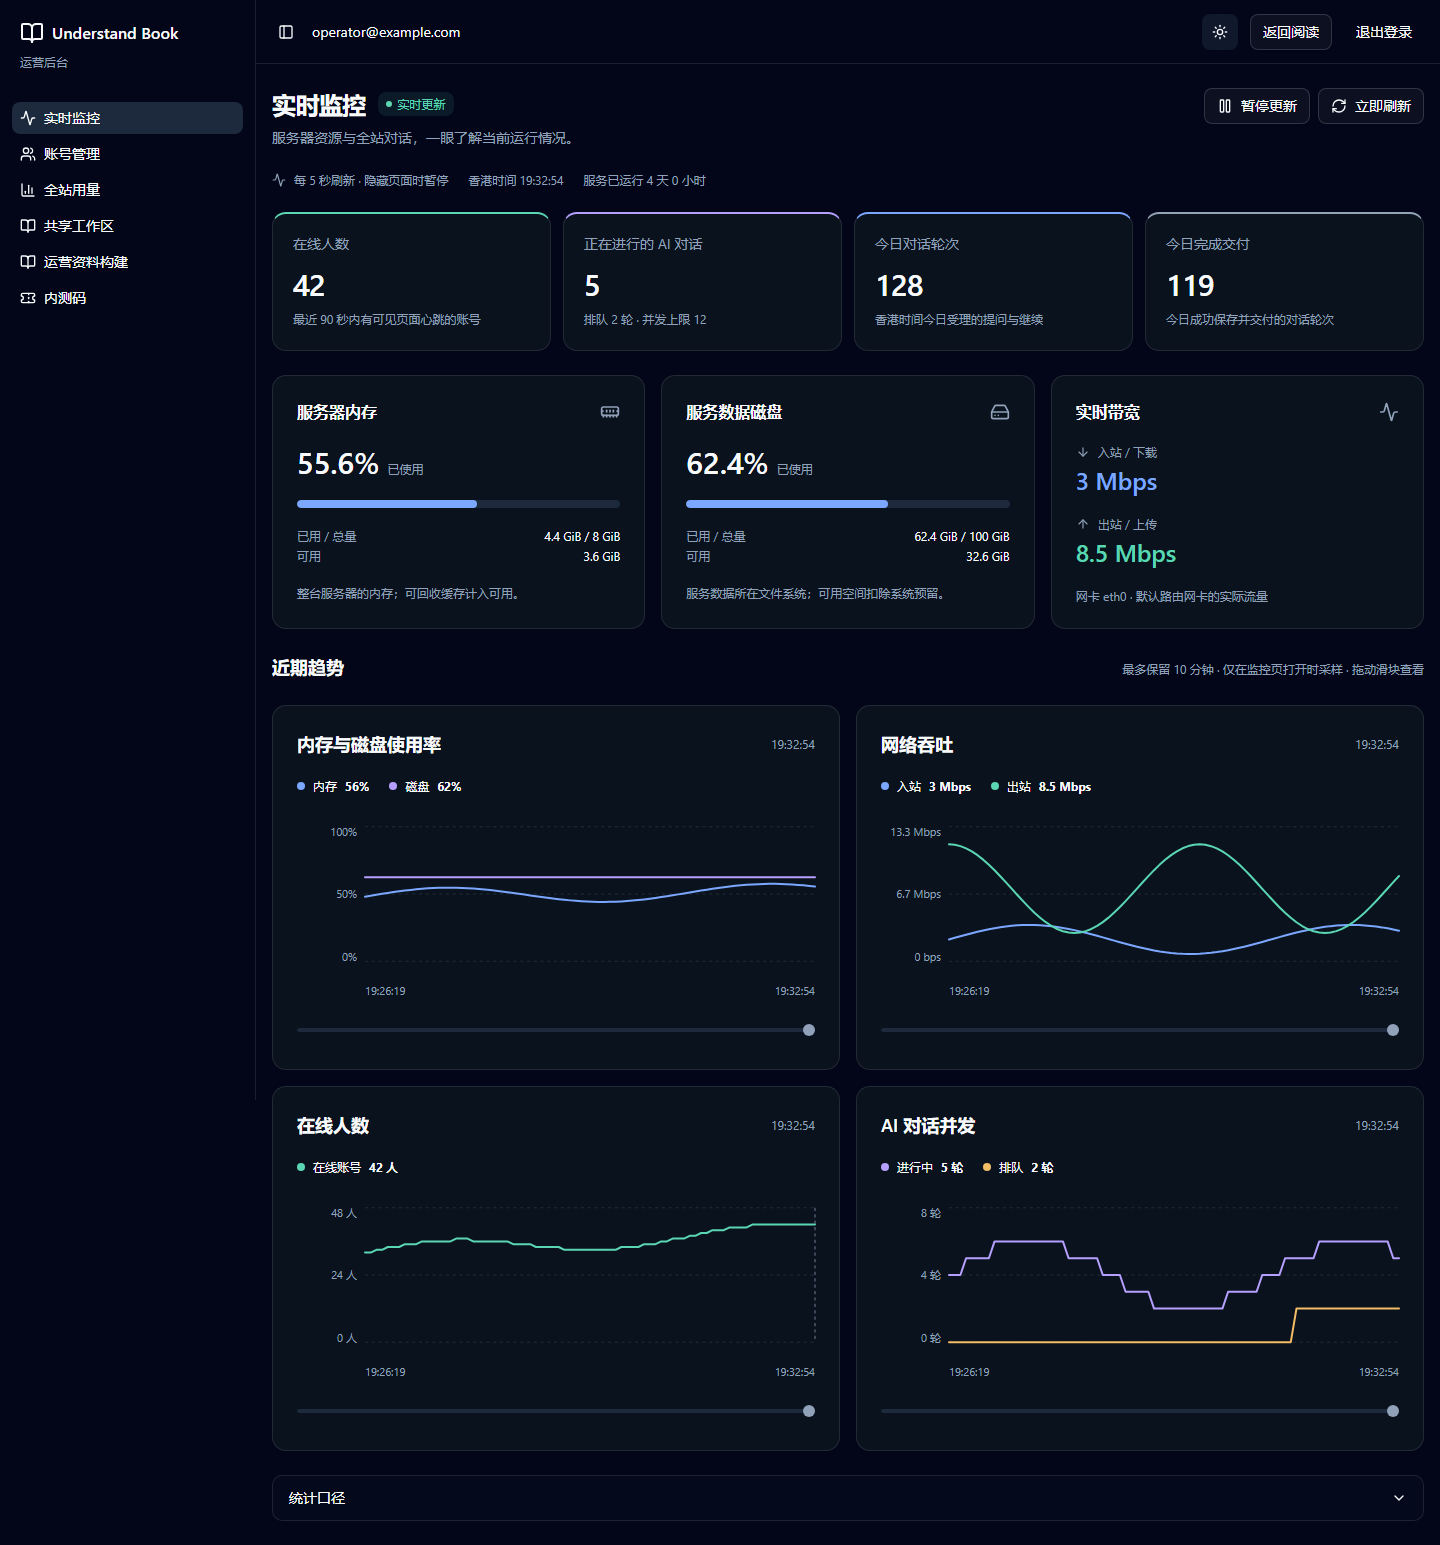 Understand Book
运营后台
实时监控
账号管理
全站用量
共享工作区
运营资料构建
内测码
operator@example.com
返回阅读
退出登录
实时监控
实时更新
暂停更新
立即刷新
服务器资源与全站对话，一眼了解当前运行情况。
每 5 秒刷新 · 隐藏页面时暂停 香港时间 19:32:54 服务已运行 4 天 0 小时
在线人数
42
最近 90 秒内有可见页面心跳的账号
正在进行的 AI 对话
5
排队 2 轮 · 并发上限 12
今日对话轮次
128
香港时间今日受理的提问与继续
今日完成交付
119
今日成功保存并交付的对话轮次
服务器内存
55.6% 已使用
已用 / 总量 4.4 GiB / 8 GiB
可用 3.6 GiB
整台服务器的内存；可回收缓存计入可用。
服务数据磁盘
62.4% 已使用
已用 / 总量 62.4 GiB / 100 GiB
可用 32.6 GiB
服务数据所在文件系统；可用空间扣除系统预留。
实时带宽
入站 / 下载
3 Mbps
出站 / 上传
8.5 Mbps
网卡 eth0 · 默认路由网卡的实际流量
近期趋势
最多保留 10 分钟 · 仅在监控页打开时采样 · 拖动滑块查看
内存与磁盘使用率 19:32:54
内存 56% 磁盘 62%
100%
50%
0%
19:26:19 19:32:54
网络吞吐 19:32:54
入站 3 Mbps 出站 8.5 Mbps
13.3 Mbps
6.7 Mbps
0 bps
19:26:19 19:32:54
在线人数 19:32:54
在线账号 42 人
48 人
24 人
0 人
19:26:19 19:32:54
AI 对话并发 19:32:54
进行中 5 轮 排队 2 轮
8 轮
4 轮
0 轮
19:26:19 19:32:54
统计口径